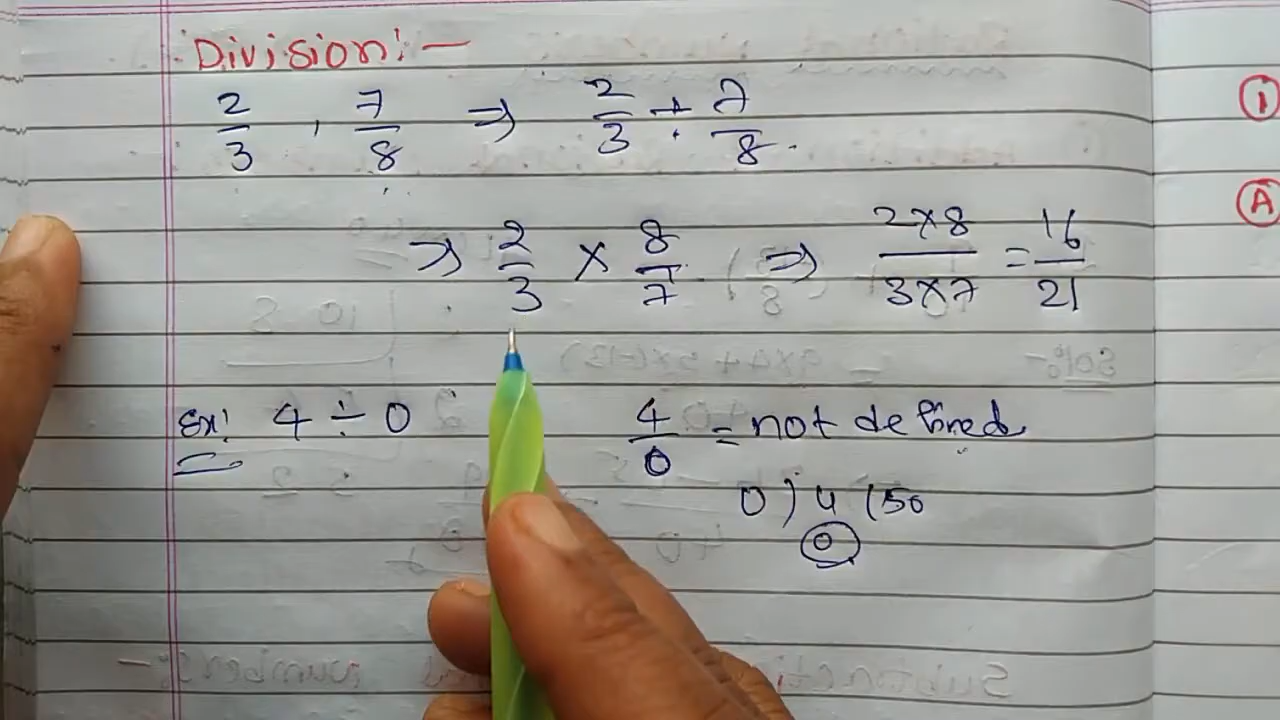 Division:-
2/3 , 7/8 ⇒ 2/3 ÷ 7/8.
⇒ 2/3 × 8/7 ⇒ 2×8/3×7 = 16/21
Ex: 4 ÷ 0 4/0 = not defined
0 ) 4 ( 50
0
1
A